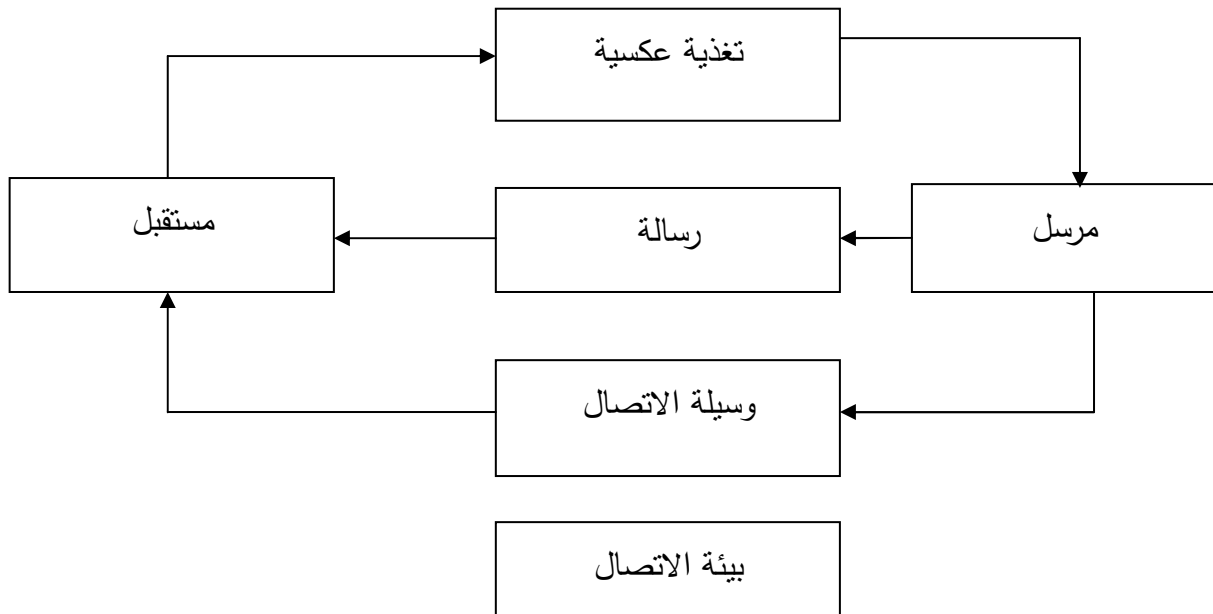 تغذية عكسية
مرسل
رسالة
مستقبل
وسيلة الاتصال
بيئة الاتصال